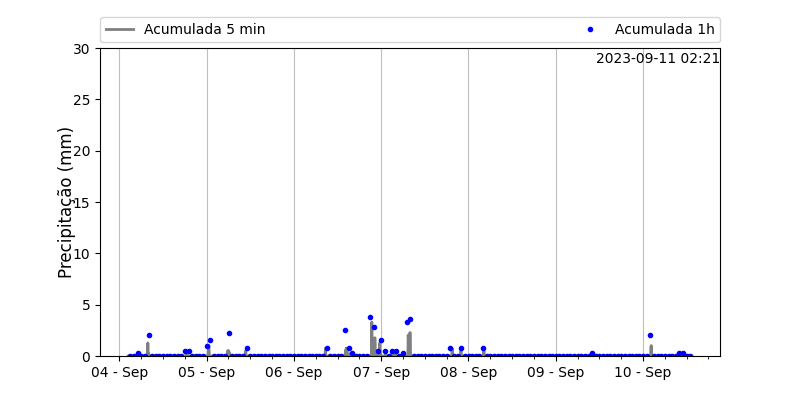 Acumulada 5 min
Acumulada 1h
2023-09-11 02:21
Precipitação (mm)
30
25
20
15
10
5
0
04 - Sep
05 - Sep
06 - Sep
07 - Sep
08 - Sep
09 - Sep
10 - Sep